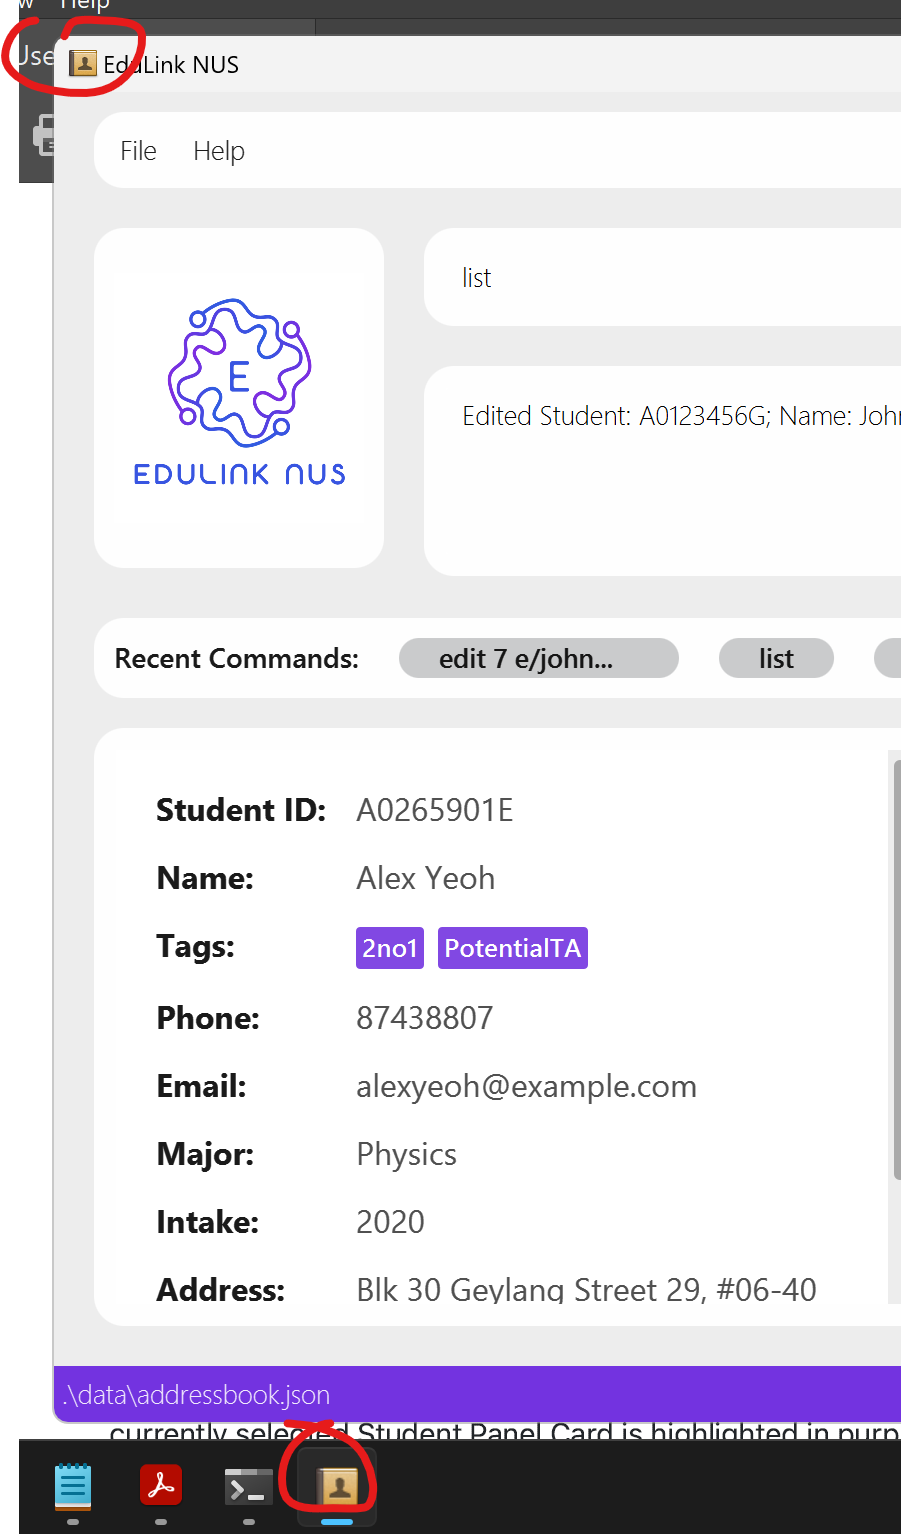 w Help
Use
EduLink NUS
File Help
list
E
EDULINK NUS
Edited Student: A0123456G; Name: John
Recent Commands: edit 7 e/john... list
Student ID: A0265901E
Name: Alex Yeoh
Tags: 2no1 PotentialTA
Phone: 87438807
Email: alexyeoh@example.com
Major: Physics
Intake: 2020
Address: Blk 30 Geylang Street 29, #06-40
.\data\addressbook.json
currently selected Student Panel Card is highlighted in purp